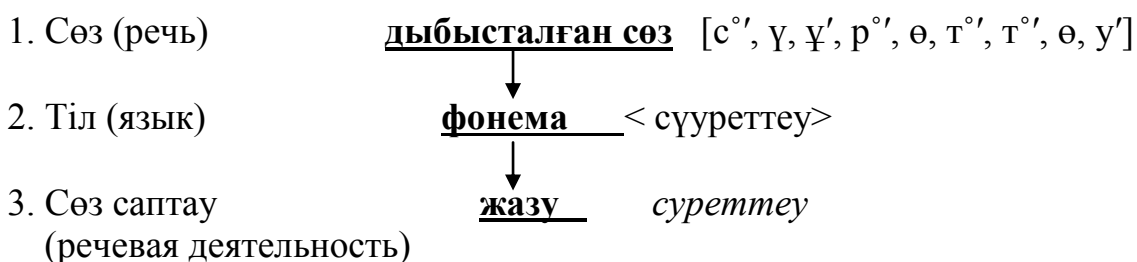 1. Сөз (речь) дыбысталған сөз [с˚′, ү, ұ′, р˚′, ө, т˚′, т˚′, ө, у′]
2. Тіл (язык) фонема < сүуреттеу>
3. Сөз саптау жазу суреттеу
(речевая деятельность)